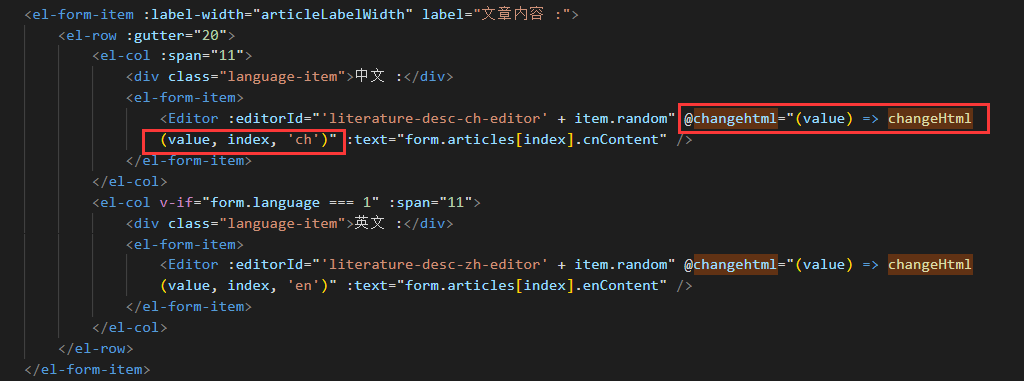 <el-form-item :label-width="articleLabelWidth" label="文章内容 :">
<el-row :gutter="20">
<el-col :span="11">
<div class="language-item">中文 :</div>
<el-form-item>
<Editor :editorId="'literature-desc-ch-editor' + item.random" @changehtml="(value) => changeHtml
(value, index, 'ch')" :text="form.articles[index].cnContent" />
</el-form-item>
</el-col>
<el-col v-if="form.language === 1" :span="11">
<div class="language-item">英文 :</div>
<el-form-item>
<Editor :editorId="'literature-desc-zh-editor' + item.random" @changehtml="(value) => changeHtml
(value, index, 'en')" :text="form.articles[index].enContent" />
</el-form-item>
</el-col>
</el-row>
</el-form-item>